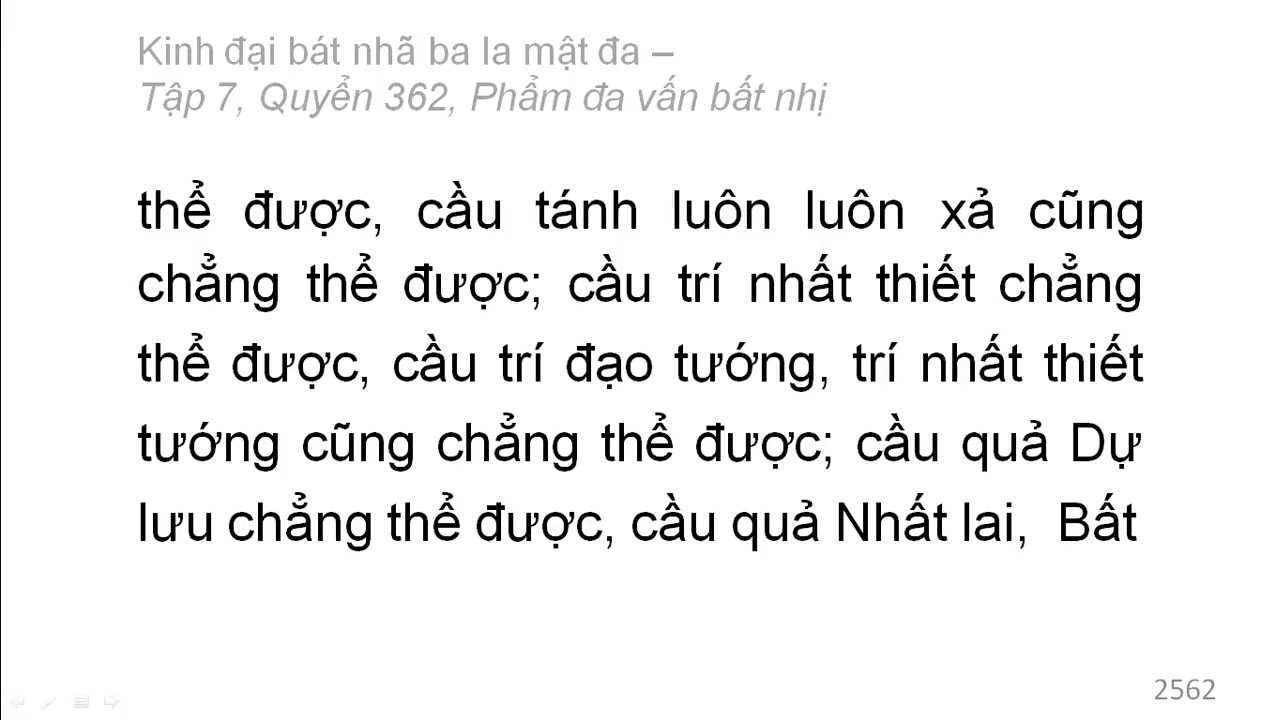 Kinh đại bát nhã ba la mật đa –
Tập 7, Quyển 362, Phẩm đa vấn bất nhị
thể được, cầu tánh luôn luôn xả cũng
chẳng thể được; cầu trí nhất thiết chẳng
thể được, cầu trí đạo tướng, trí nhất thiết
tướng cũng chẳng thể được; cầu quả Dự
lưu chẳng thể được, cầu quả Nhất lai, Bất
2562